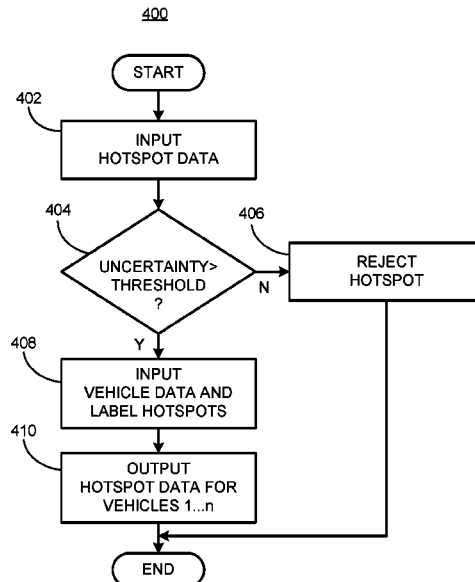 400
START
402
INPUT
HOTSPOT DATA
404
UNCERTAINTY>
THRESHOLD
?
N
406
REJECT
HOTSPOT
Y
408
INPUT
VEHICLE DATA AND
LABEL HOTSPOTS
410
OUTPUT
HOTSPOT DATA FOR
VEHICLES 1...n
END